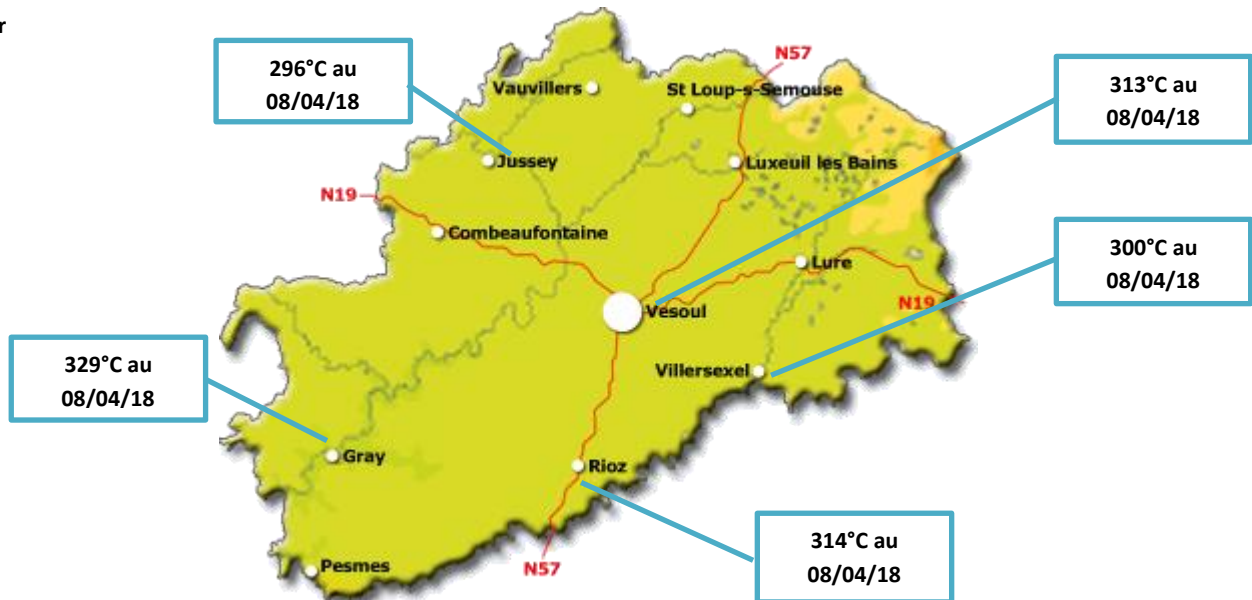 r
296°C au
08/04/18
N57
313°C au
08/04/18
Vauvillers
St Loup-s-Semouse
Jussey
Luxeuil les Bains
N19
Combeaufontaine
Lure
300°C au
08/04/18
N19
Vesoul
329°C au
08/04/18
Villersexel
Gray
Rioz
314°C au
08/04/18
Pesmes
N57